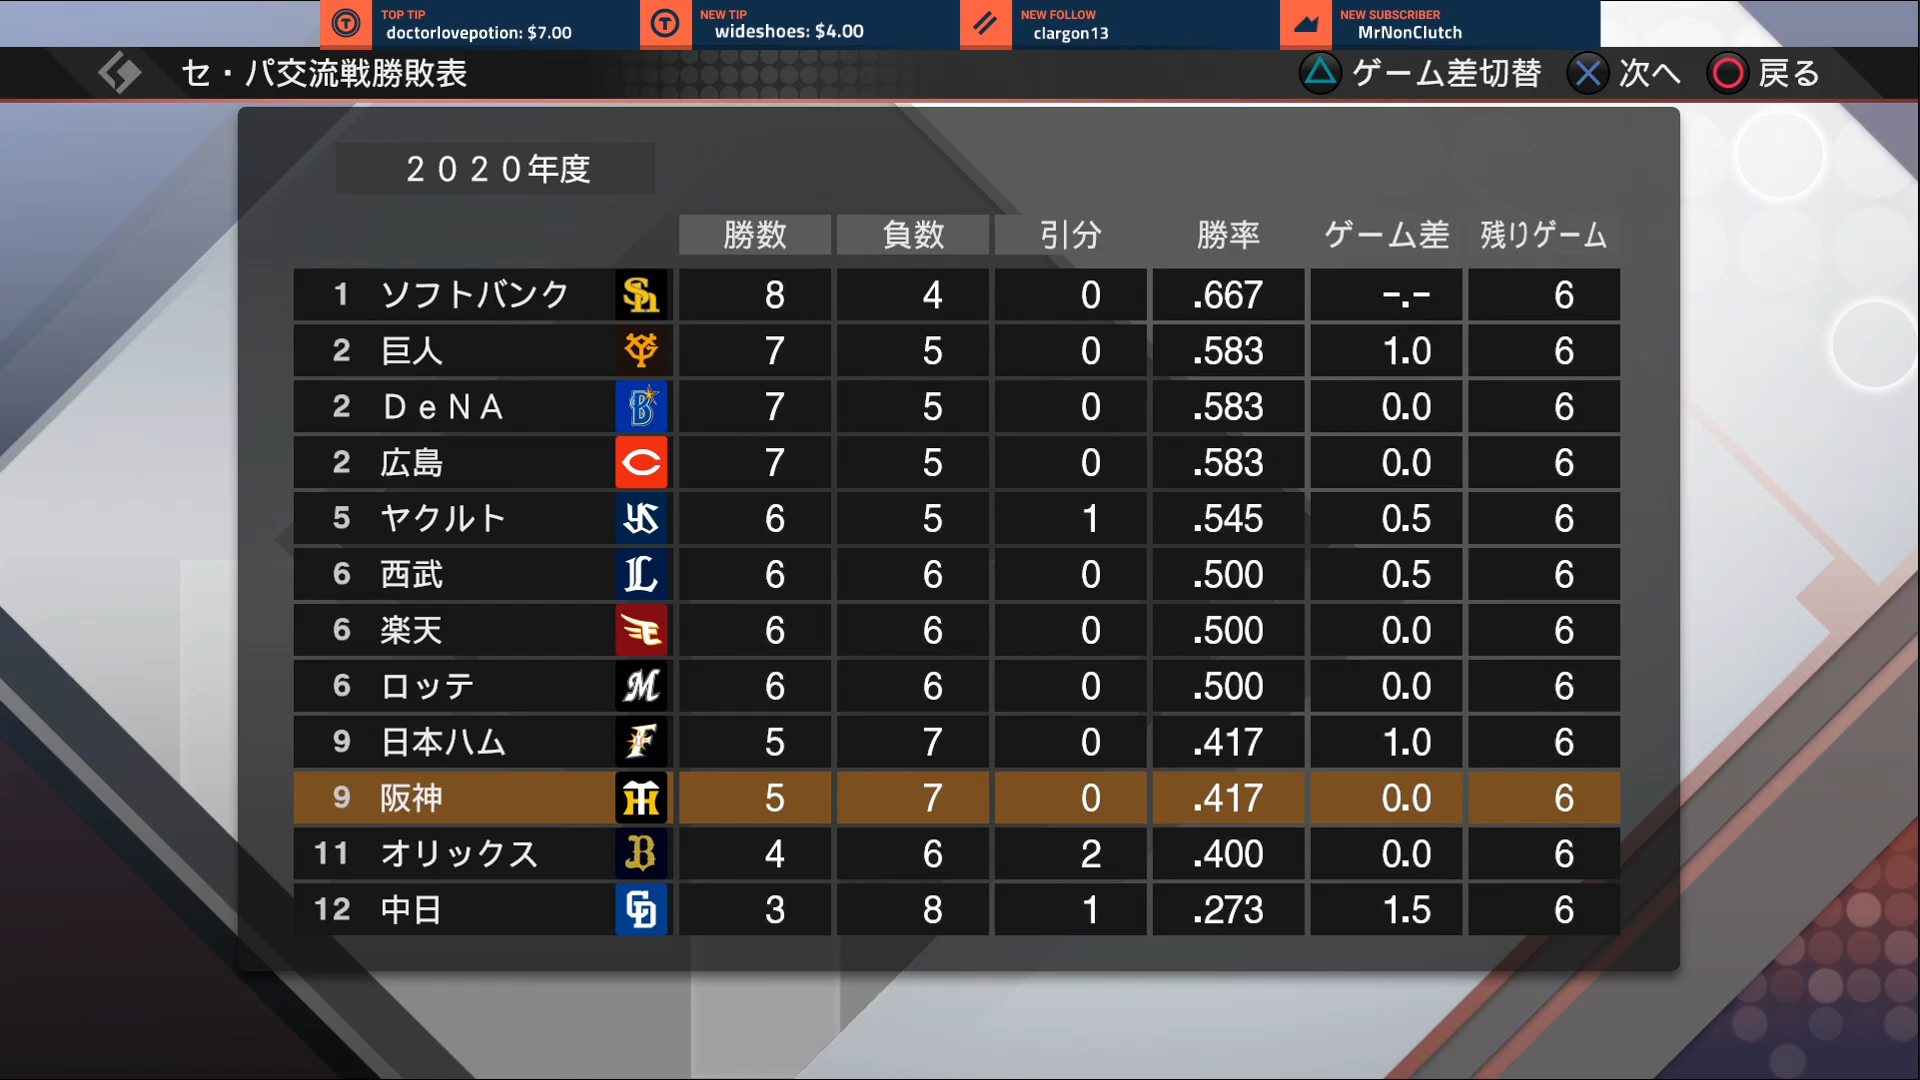 TOP TIP
doctorlovepotion: $7.00
NEW TIP
wideshoes: $4.00
NEW FOLLOW
clargon13
NEW SUBSCRIBER
MrNonClutch
セ・パ交流戦勝敗表
ゲーム差切替 次へ 戻る
２０２０年度
勝数 負数 引分 勝率 ゲーム差 残りゲーム
1 ソフトバンク 8 4 0 .667 -.- 6
2 巨人 7 5 0 .583 1.0 6
2 ＤｅＮＡ 7 5 0 .583 0.0 6
2 広島 7 5 0 .583 0.0 6
5 ヤクルト 6 5 1 .545 0.5 6
6 西武 6 6 0 .500 0.5 6
6 楽天 6 6 0 .500 0.0 6
6 ロッテ 6 6 0 .500 0.0 6
9 日本ハム 5 7 0 .417 1.0 6
9 阪神 5 7 0 .417 0.0 6
11 オリックス 4 6 2 .400 0.0 6
12 中日 3 8 1 .273 1.5 6